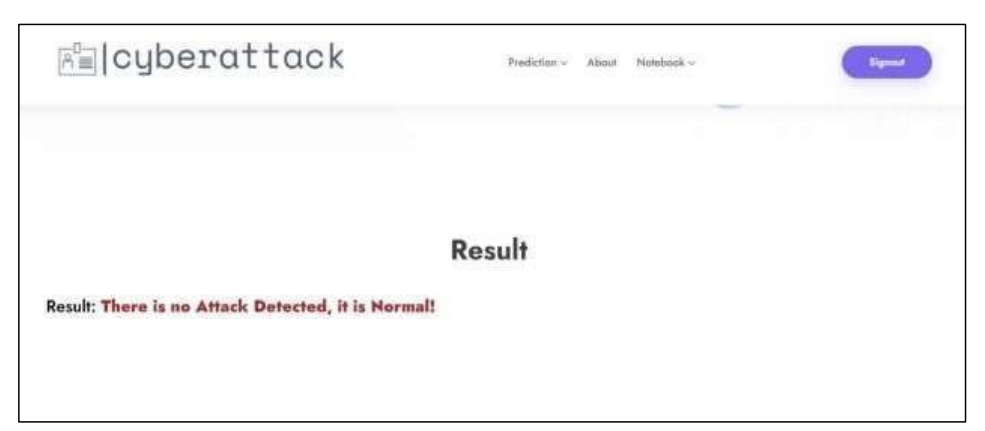 |cyberattack
Prediction About Notebook Signout
Result
Result: There is no Attack Detected, it is Normal!